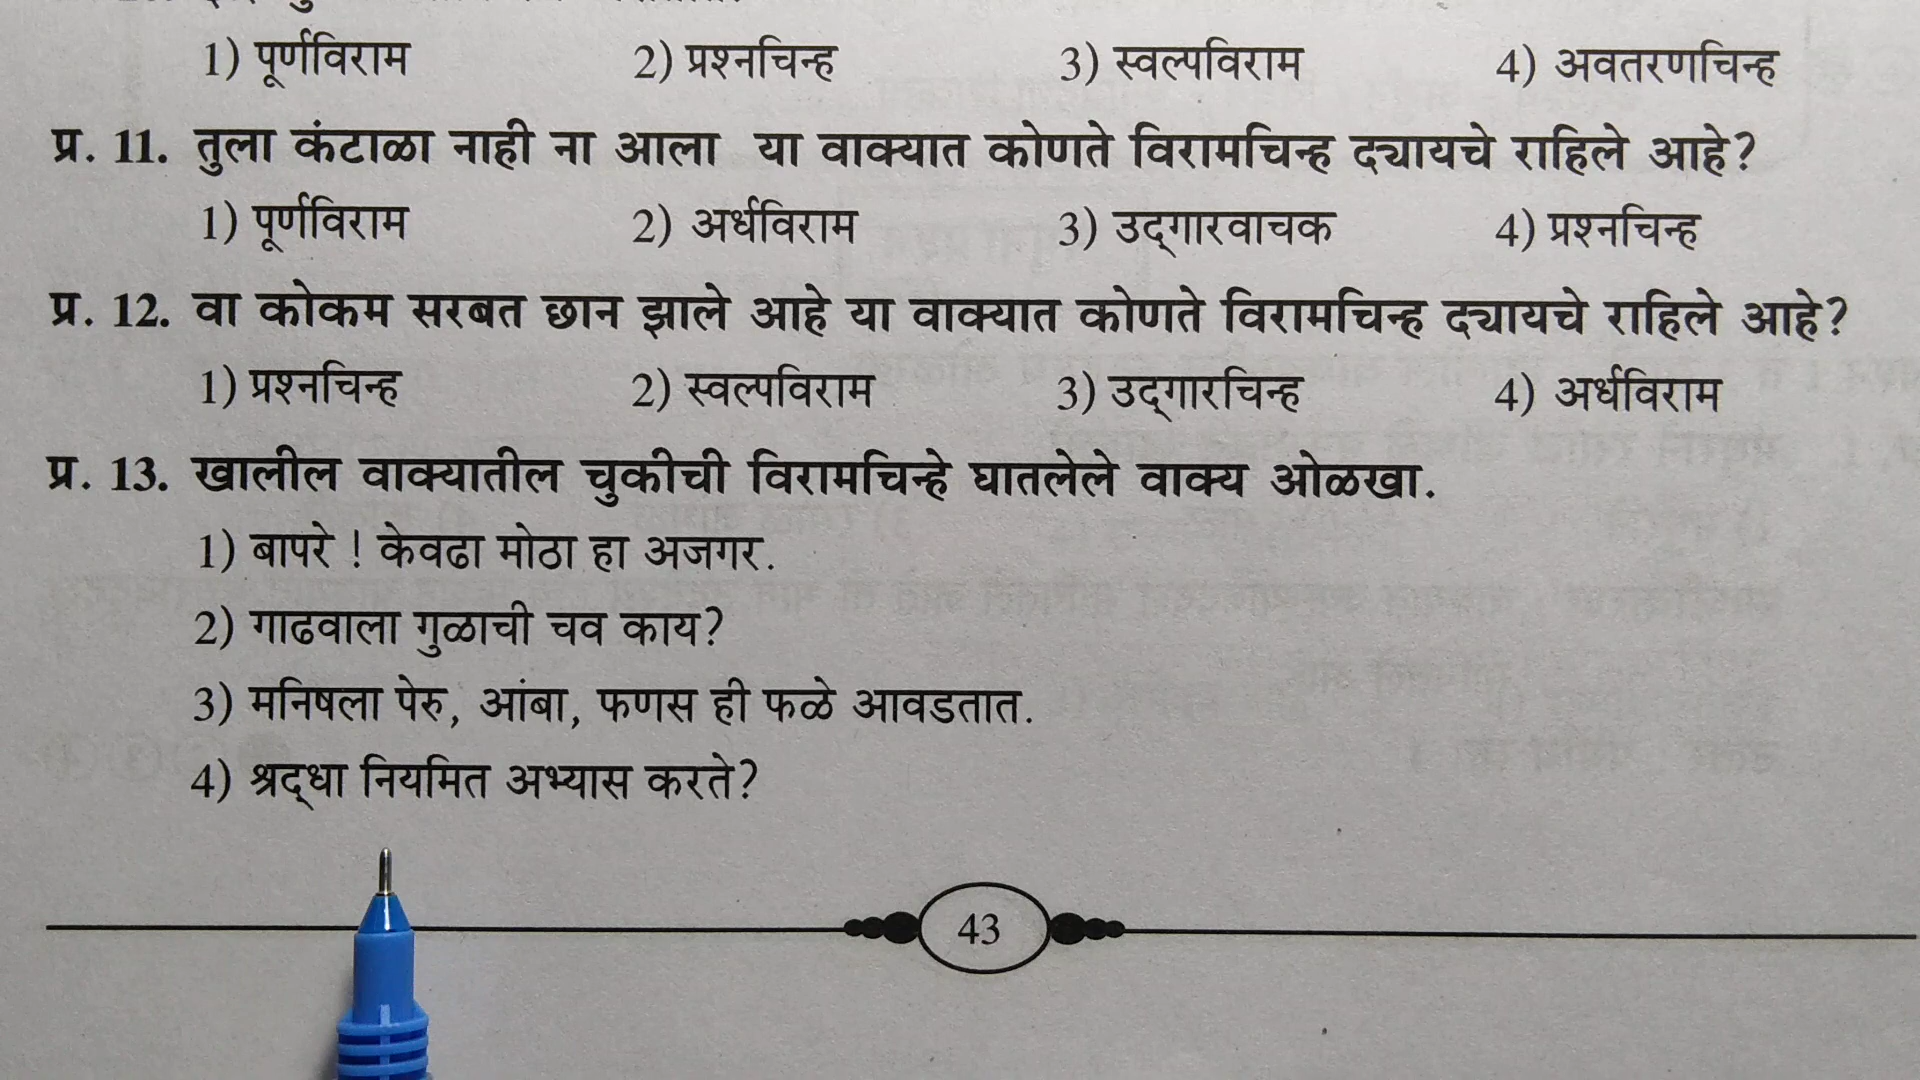 1) पूर्णविराम 2) प्रश्नचिन्ह 3) स्वल्पविराम 4) अवतरणचिन्ह
प्र. 11. तुला कंटाळा नाही ना आला या वाक्यात कोणते विरामचिन्ह द्यायचे राहिले आहे?
1) पूर्णविराम 2) अर्धविराम 3) उद्‌गारवाचक 4) प्रश्नचिन्ह
प्र. 12. वा कोकम सरबत छान झाले आहे या वाक्यात कोणते विरामचिन्ह द्यायचे राहिले आहे?
1) प्रश्नचिन्ह 2) स्वल्पविराम 3) उद्‌गारचिन्ह 4) अर्धविराम
प्र. 13. खालील वाक्यातील चुकीची विरामचिन्हे घातलेले वाक्य ओळखा.
1) बापरे ! केवढा मोठा हा अजगर.
2) गाढवाला गुळाची चव काय?
3) मनिषला पेरु, आंबा, फणस ही फळे आवडतात.
4) श्रद्‌धा नियमित अभ्यास करते?
43